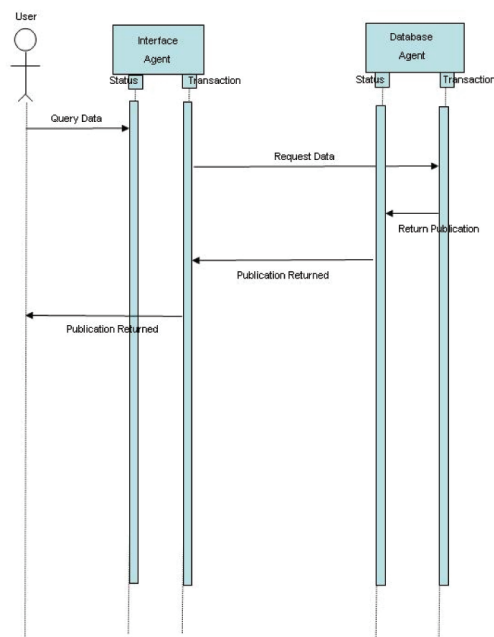 User
Interface
Agent
Database
Agent
Status
Transaction
Status
Transaction
Query Data
Request Data
Return Publication
Publication Returned
Publication Returned